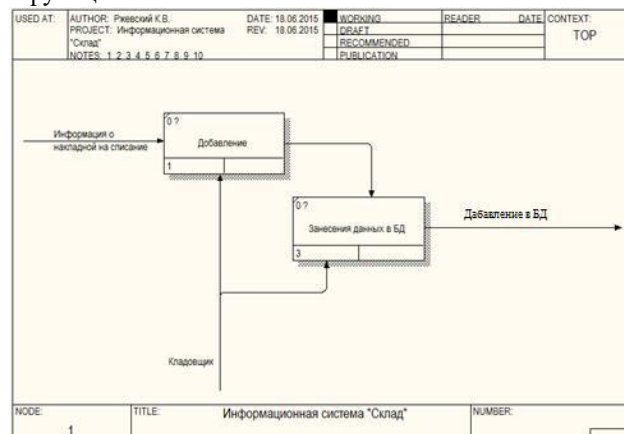 USED AT:
AUTHOR: Ржевский К.В.
DATE: 18.06.2015
WORKING
READER
DATE
CONTEXT:
PROJECT: Информационная система
REV: 18.06.2015
DRAFT
TOP
"Склад"
RECOMMENDED
NOTES: 1 2 3 4 5 6 7 8 9 10
PUBLICATION
0 ?
Информация о
накладной на списание
Добавление
1
0 ?
Занесения данных в БД
Дабавление в БД
3
Кладовщик
NODE:
TITLE:
Информационная система "Склад"
NUMBER:
1